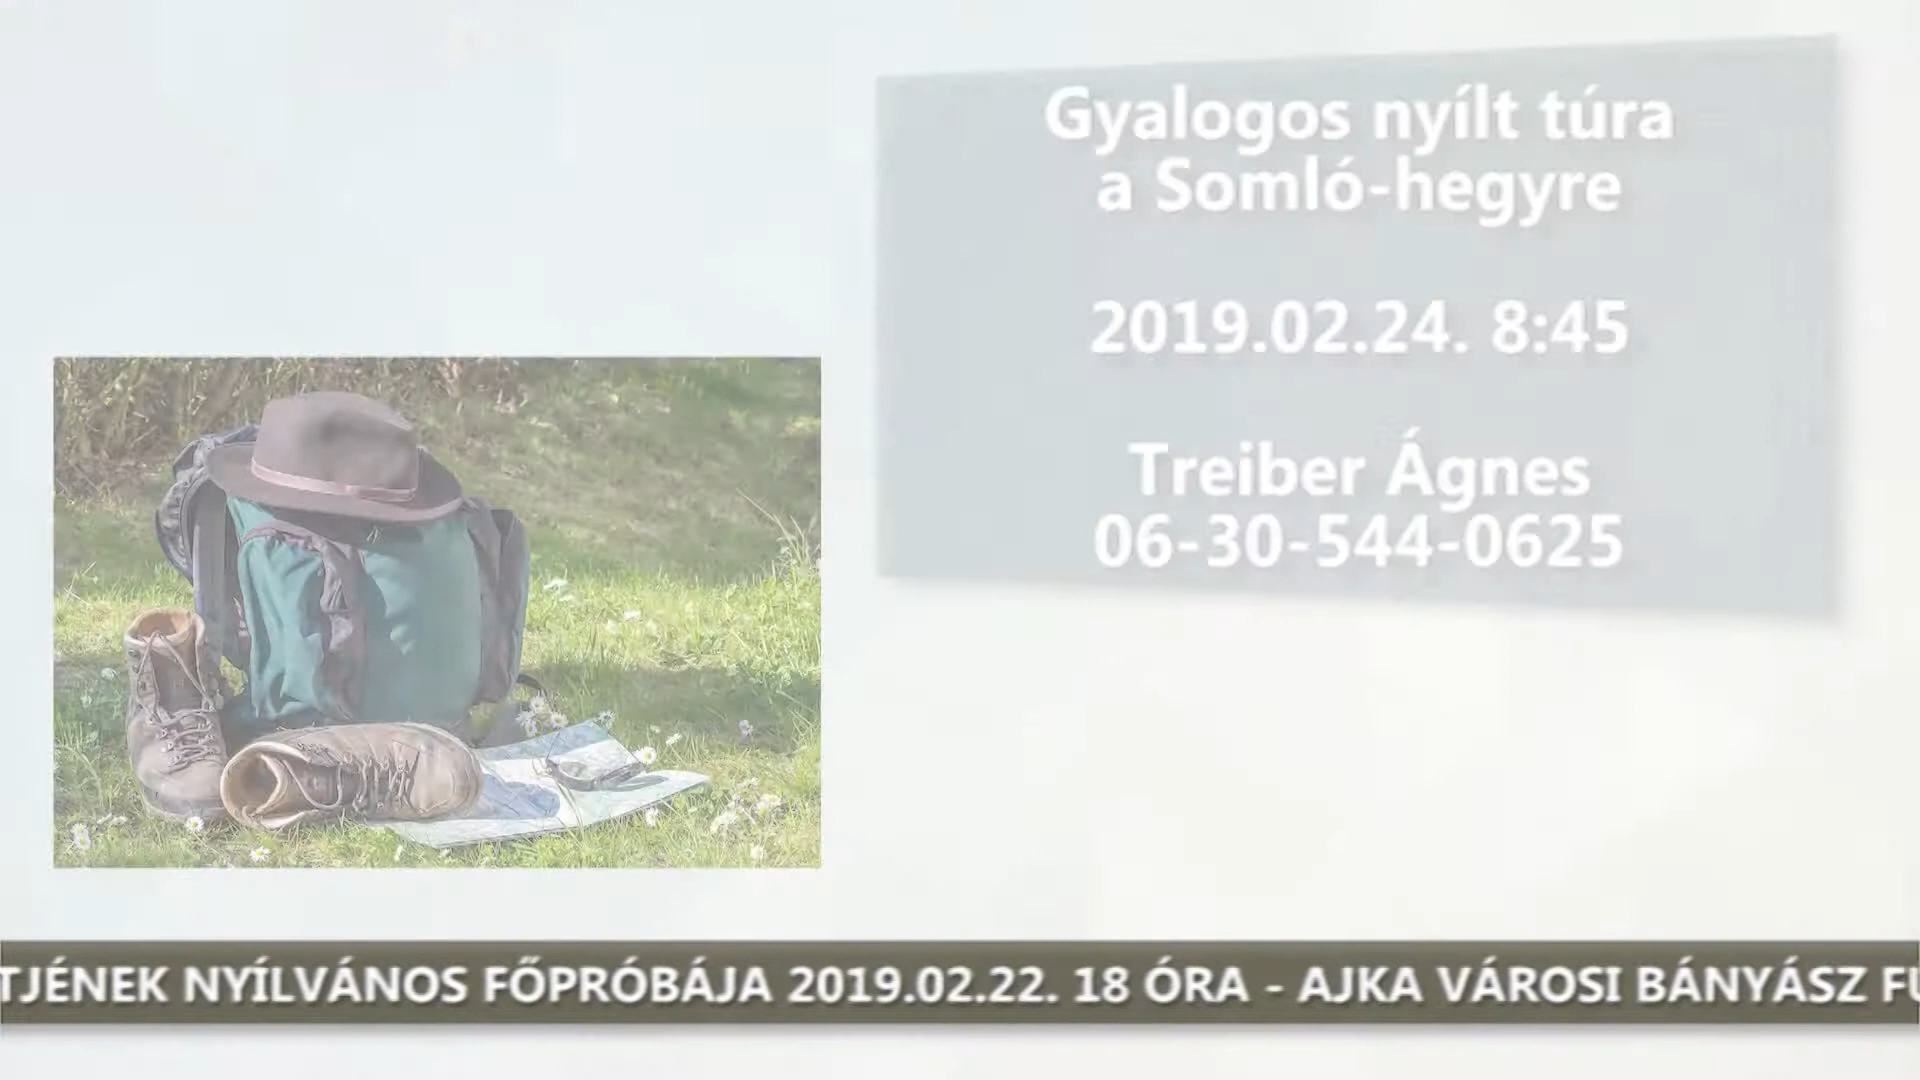 Gyalogos nyílt túra
a Somló-hegyre
2019.02.24. 8:45
Treiber Ágnes
06-30-544-0625
TJÉNEK NYÍLVÁNOS FŐPRÓBÁJA 2019.02.22. 18 ÓRA - AJKA VÁROSI BÁNYÁSZ